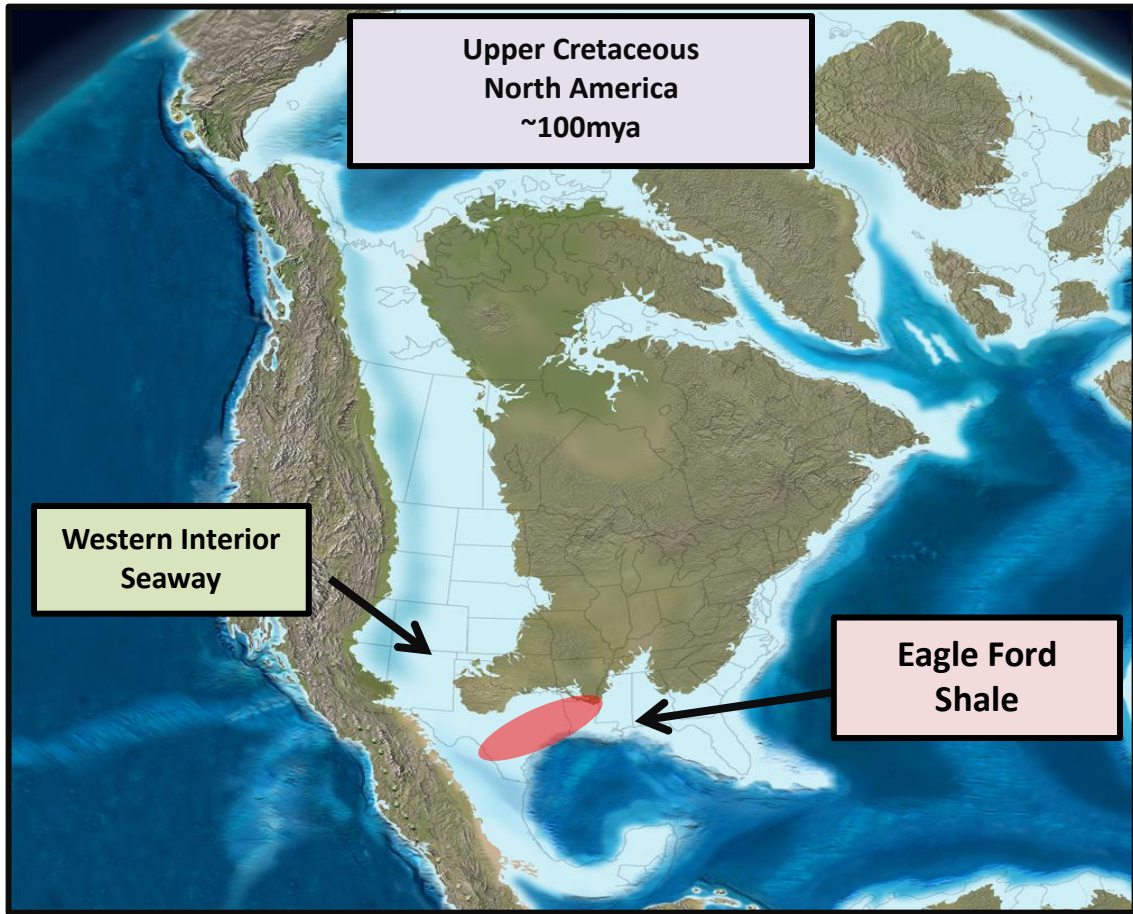 Upper Cretaceous
North America
~100mya
Western Interior
Seaway
Eagle Ford
Shale